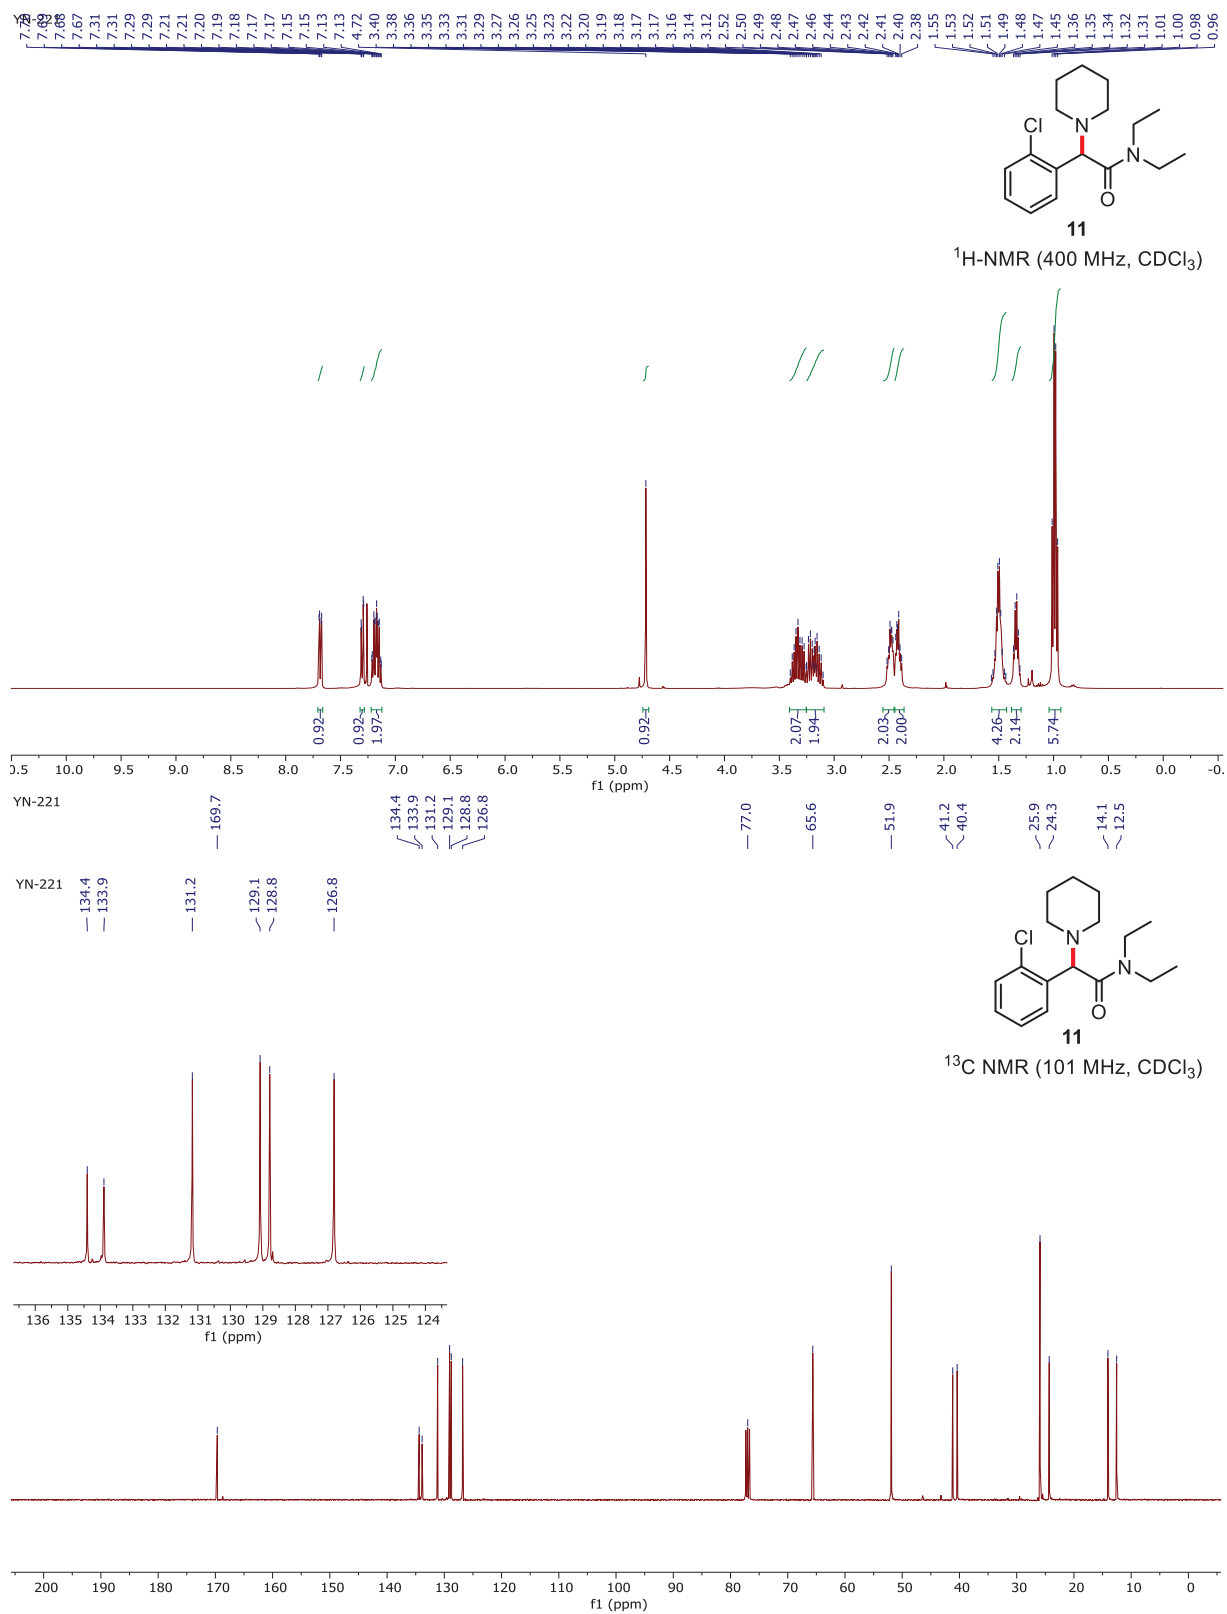 YN-221
7.70 7.69 7.68 7.67 7.31 7.31 7.29 7.29 7.21 7.21 7.20 7.19 7.18 7.17 7.17 7.15 7.15 7.13 7.13 4.72 3.40 3.38 3.36 3.35 3.33 3.31 3.29 3.27 3.26 3.25 3.23 3.22 3.20 3.19 3.18 3.17 3.17 3.16 3.14 3.12 2.52 2.50 2.49 2.48 2.47 2.46 2.44 2.43 2.42 2.41 2.40 2.38 1.55 1.53 1.52 1.51 1.49 1.48 1.47 1.45 1.36 1.35 1.34 1.32 1.31 1.01 1.00 0.98 0.96
Cl N N O
11
¹H-NMR (400 MHz, CDCl₃)
0.92 0.92 1.97 0.92 2.07 1.94 2.03 2.00 4.26 2.14 5.74
0.5 10.0 9.5 9.0 8.5 8.0 7.5 7.0 6.5 6.0 5.5 5.0 4.5 4.0 3.5 3.0 2.5 2.0 1.5 1.0 0.5 0.0 -0.
f1 (ppm)
YN-221
169.7 134.4 133.9 131.2 129.1 128.8 126.8 77.0 65.6 51.9 41.2 40.4 25.9 24.3 14.1 12.5
YN-221
134.4 133.9 131.2 129.1 128.8 126.8
Cl N N O
11
¹³C NMR (101 MHz, CDCl₃)
136 135 134 133 132 131 130 129 128 127 126 125 124
f1 (ppm)
200 190 180 170 160 150 140 130 120 110 100 90 80 70 60 50 40 30 20 10 0
f1 (ppm)